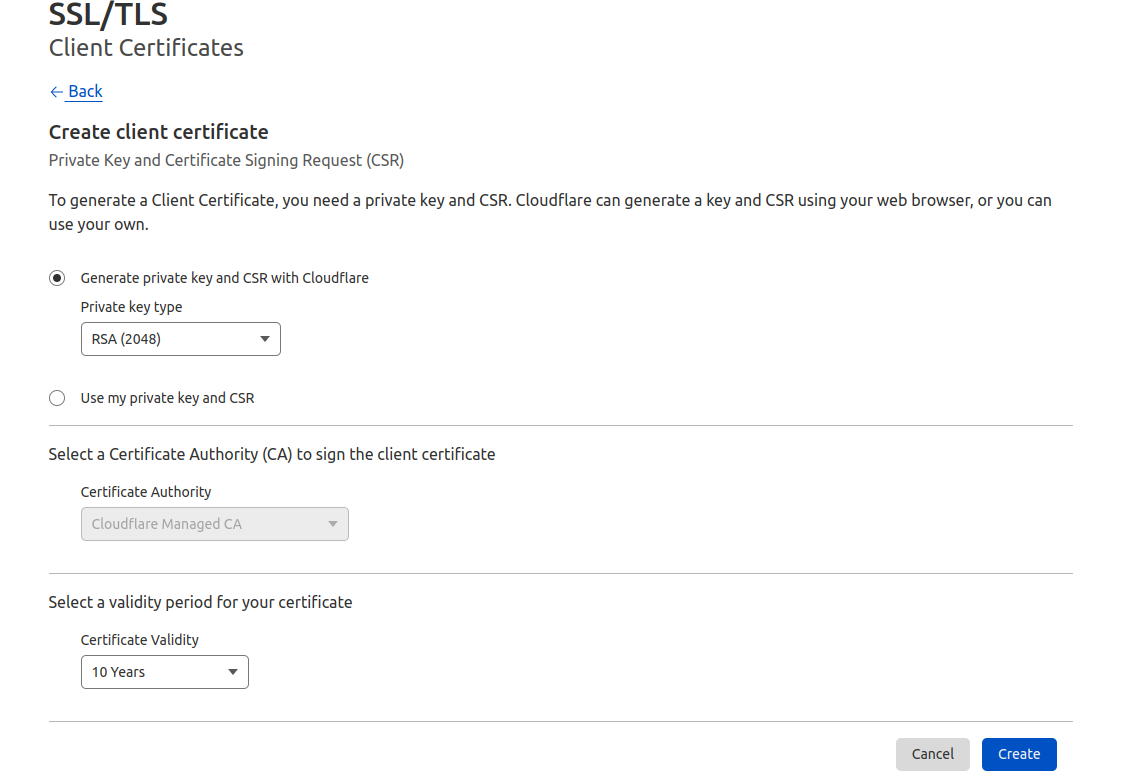 SSL/TLS
Client Certificates
← Back
Create client certificate
Private Key and Certificate Signing Request (CSR)
To generate a Client Certificate, you need a private key and CSR. Cloudflare can generate a key and CSR using your web browser, or you can
use your own.
Generate private key and CSR with Cloudflare
Private key type
RSA (2048)
Use my private key and CSR
Select a Certificate Authority (CA) to sign the client certificate
Certificate Authority
Cloudflare Managed CA
Select a validity period for your certificate
Certificate Validity
10 Years
Cancel Create